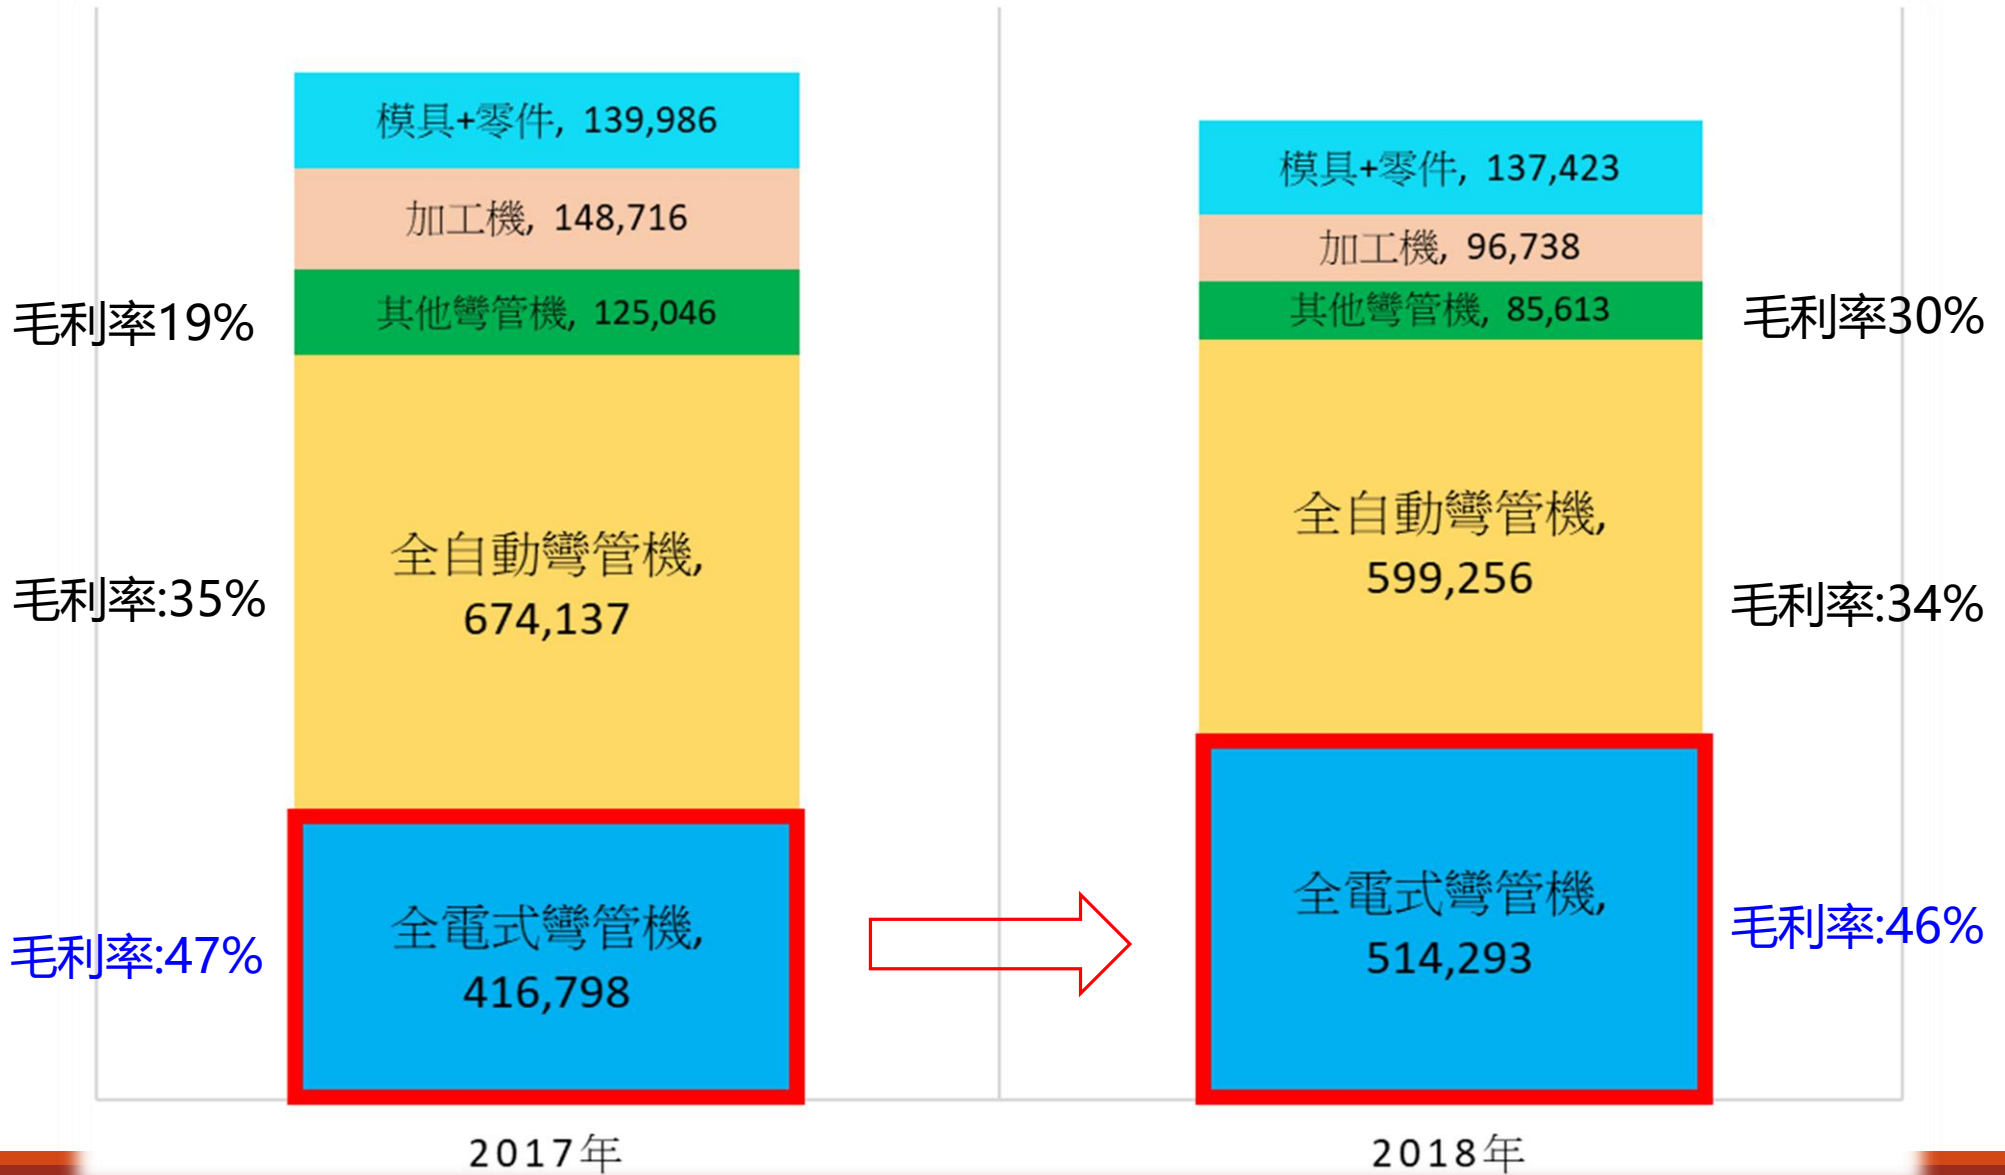 模具+零件, 139,986
加工機, 148,716
其他彎管機, 125,046
毛利率19%
全自動彎管機,
674,137
毛利率:35%
全電式彎管機,
416,798
毛利率:47%
2017年
模具+零件, 137,423
加工機, 96,738
其他彎管機, 85,613
毛利率30%
全自動彎管機,
599,256
毛利率:34%
全電式彎管機,
514,293
毛利率:46%
2018年